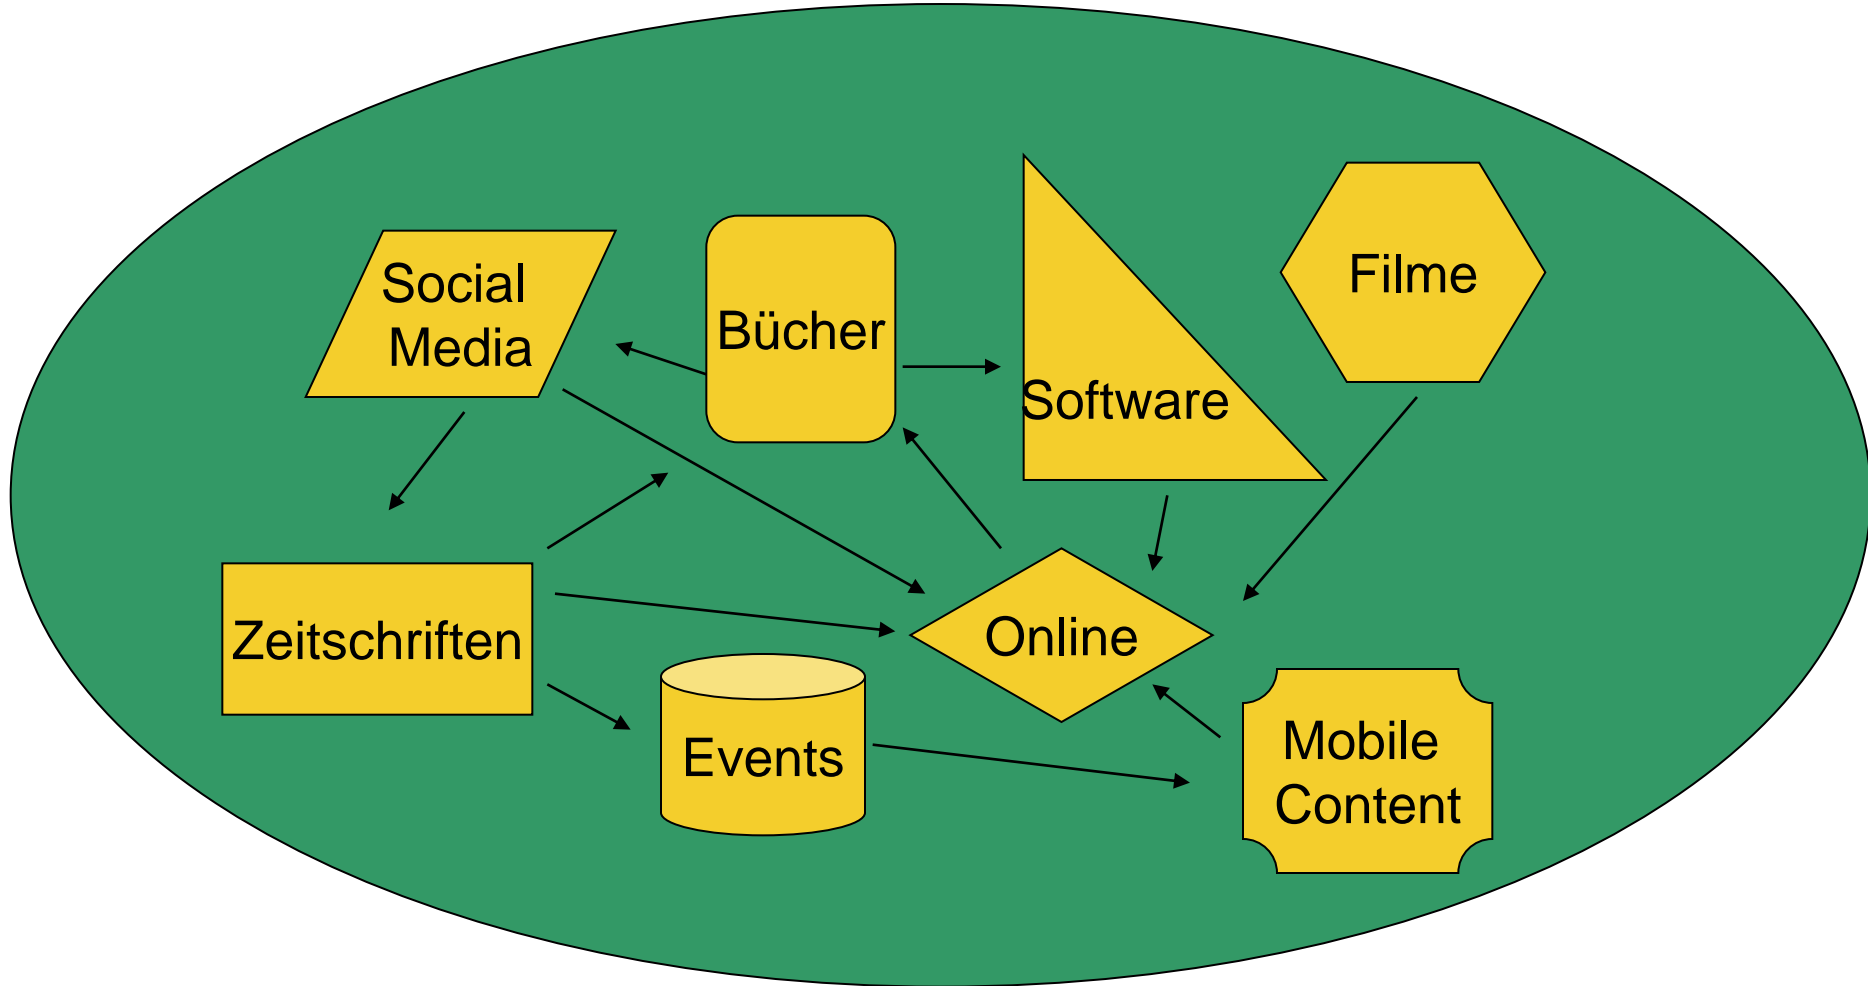 Social
Media
Bücher
Software
Filme
Zeitschriften
Events
Online
Mobile
Content